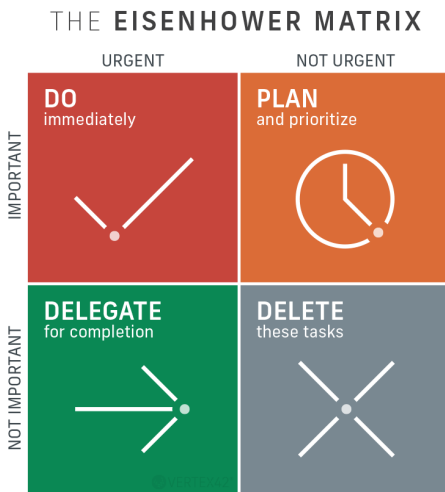 THE EISENHOWER MATRIX
URGENT
NOT URGENT
IMPORTANT
DO
immediately
PLAN
and prioritize
NOT IMPORTANT
DELEGATE
for completion
DELETE
these tasks